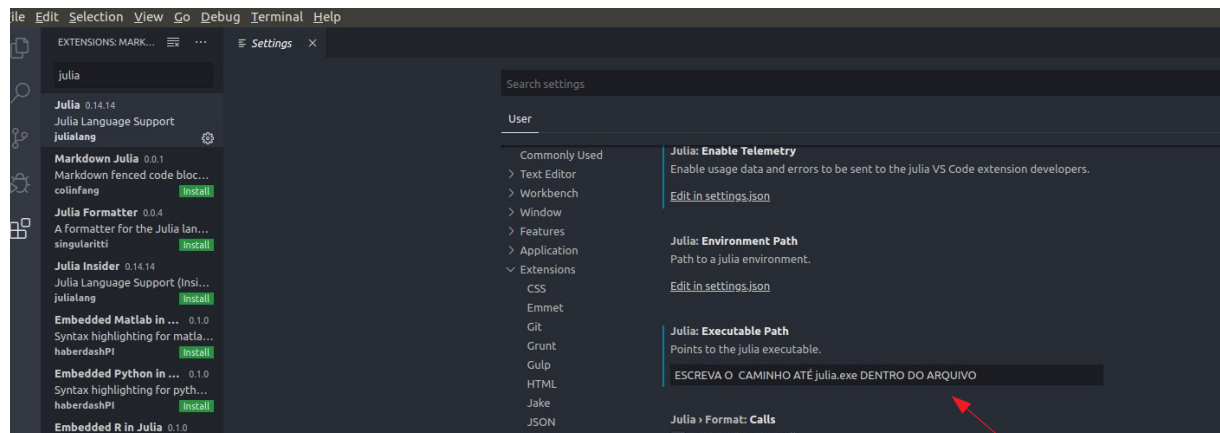 File Edit Selection View Go Debug Terminal Help
EXTENSIONS: MARK... ···
Settings ×
julia
Search settings
User
Julia 0.14.14
Julia Language Support
julialang
Markdown Julia 0.0.1
Markdown fenced code bloc...
colinfang Install
Julia Formatter 0.0.4
A formatter for the Julia lan...
singularitti Install
Julia Insider 0.14.14
Julia Language Support (Insi...
julialang Install
Embedded Matlab in ... 0.1.0
Syntax highlighting for matla...
haberdashPI Install
Embedded Python in ... 0.1.0
Syntax highlighting for pyth...
haberdashPI Install
Embedded R in Julia 0.1.0
Commonly Used
> Text Editor
> Workbench
> Window
> Features
> Application
Extensions
CSS
Emmet
Git
Grunt
Gulp
HTML
Jake
JSON
Julia: Enable Telemetry
Enable usage data and errors to be sent to the julia VS Code extension developers.
Edit in settings.json
Julia: Environment Path
Path to a julia environment.
Edit in settings.json
Julia: Executable Path
Points to the julia executable.
ESCREVA O CAMINHO ATÉ julia.exe DENTRO DO ARQUIVO
Julia › Format: Calls